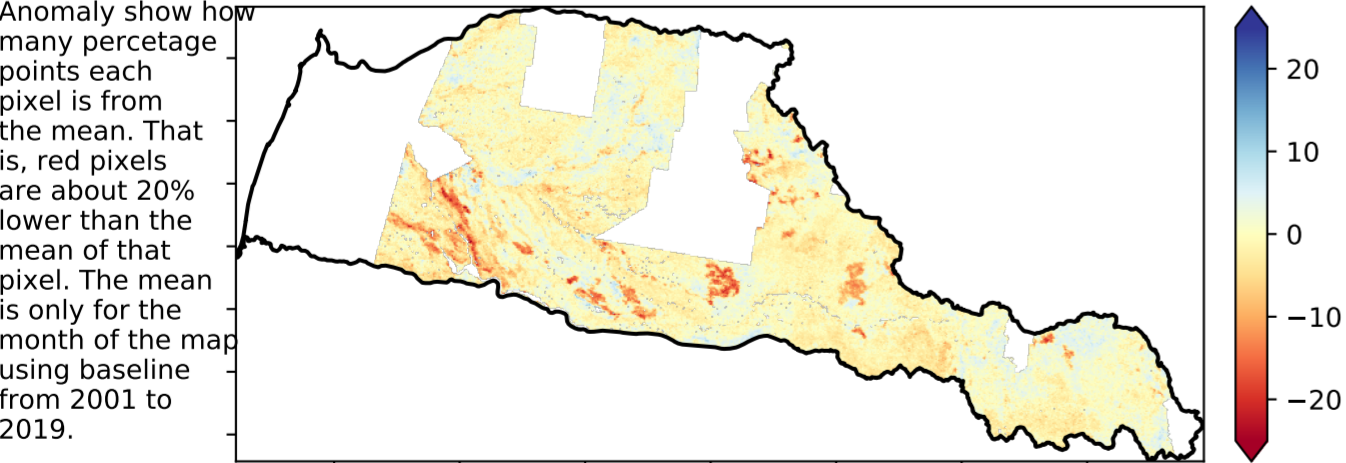 Anomaly show how
many percetage
points each
pixel is from
the mean. That
is, red pixels
are about 20%
lower than the
mean of that
pixel. The mean
is only for the
month of the map
using baseline
from 2001 to
2019.
20
10
0
−10
−20